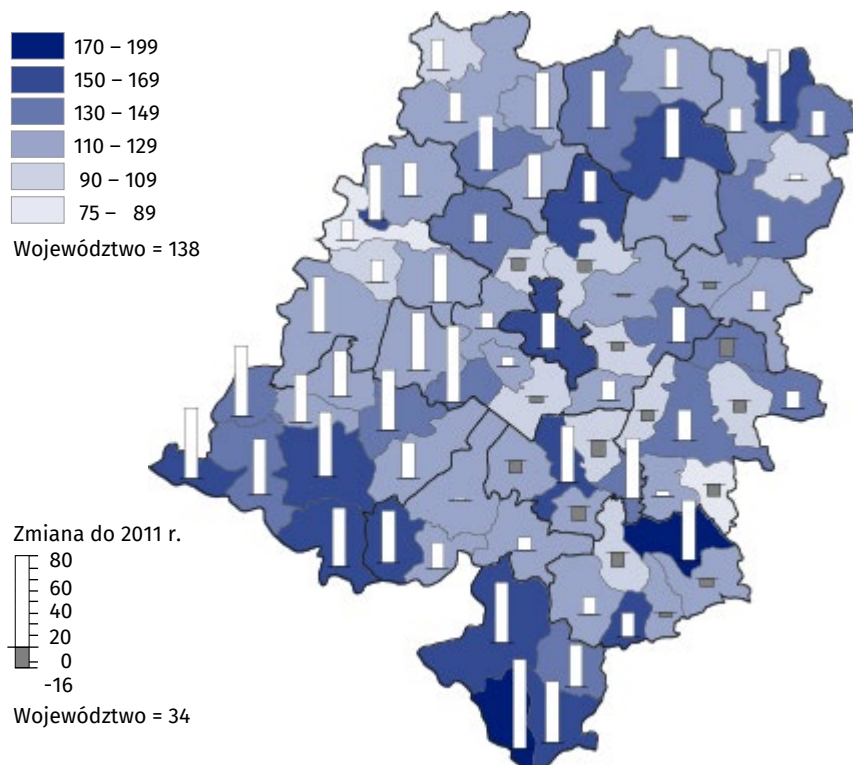 170 – 199
150 – 169
130 – 149
110 – 129
90 – 109
75 – 89
Województwo = 138
Zmiana do 2011 r.
80
60
40
20
0
-16
Województwo = 34